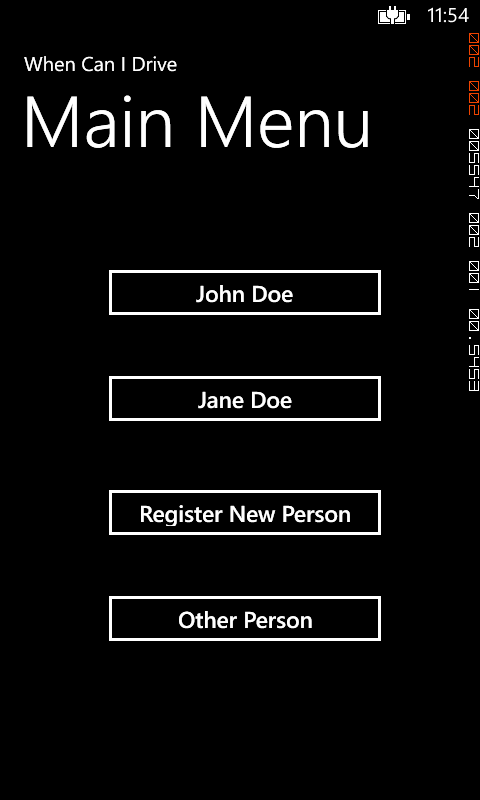 11:54
When Can I Drive
Main Menu
John Doe
Jane Doe
Register New Person
Other Person
002 002 005547 002 001 00.5453